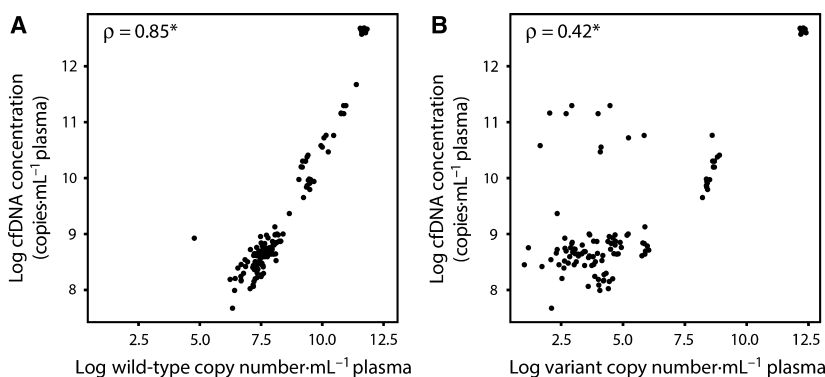 A
ρ = 0.85*
Log cfDNA concentration
(copies·mL⁻¹ plasma)
12
11
10
9
8
2.5
5.0
7.5
10.0
12.5
Log wild-type copy number·mL⁻¹ plasma
B
ρ = 0.42*
Log cfDNA concentration
(copies·mL⁻¹ plasma)
12
11
10
9
8
2.5
5.0
7.5
10.0
12.5
Log variant copy number·mL⁻¹ plasma